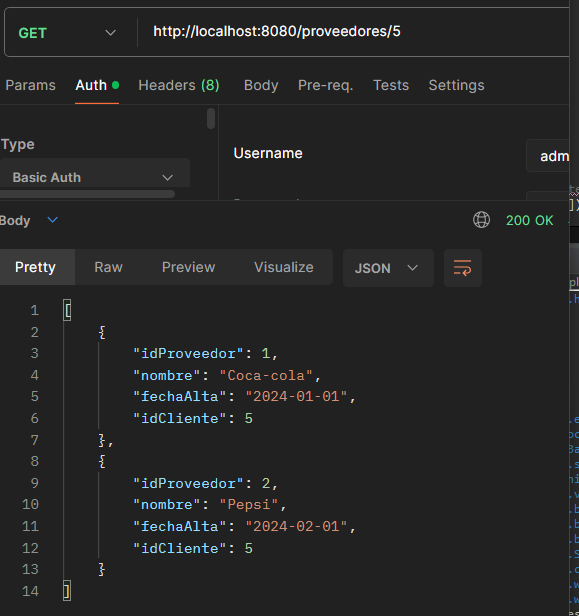 GET http://localhost:8080/proveedores/5
Params Auth Headers (8) Body Pre-req. Tests Settings
Type
Username adm
Basic Auth
Body 200 OK
Pretty Raw Preview Visualize JSON
1 [
2 {
3 "idProveedor": 1,
4 "nombre": "Coca-cola",
5 "fechaAlta": "2024-01-01",
6 "idCliente": 5
7 },
8 {
9 "idProveedor": 2,
10 "nombre": "Pepsi",
11 "fechaAlta": "2024-02-01",
12 "idCliente": 5
13 }
14 ]